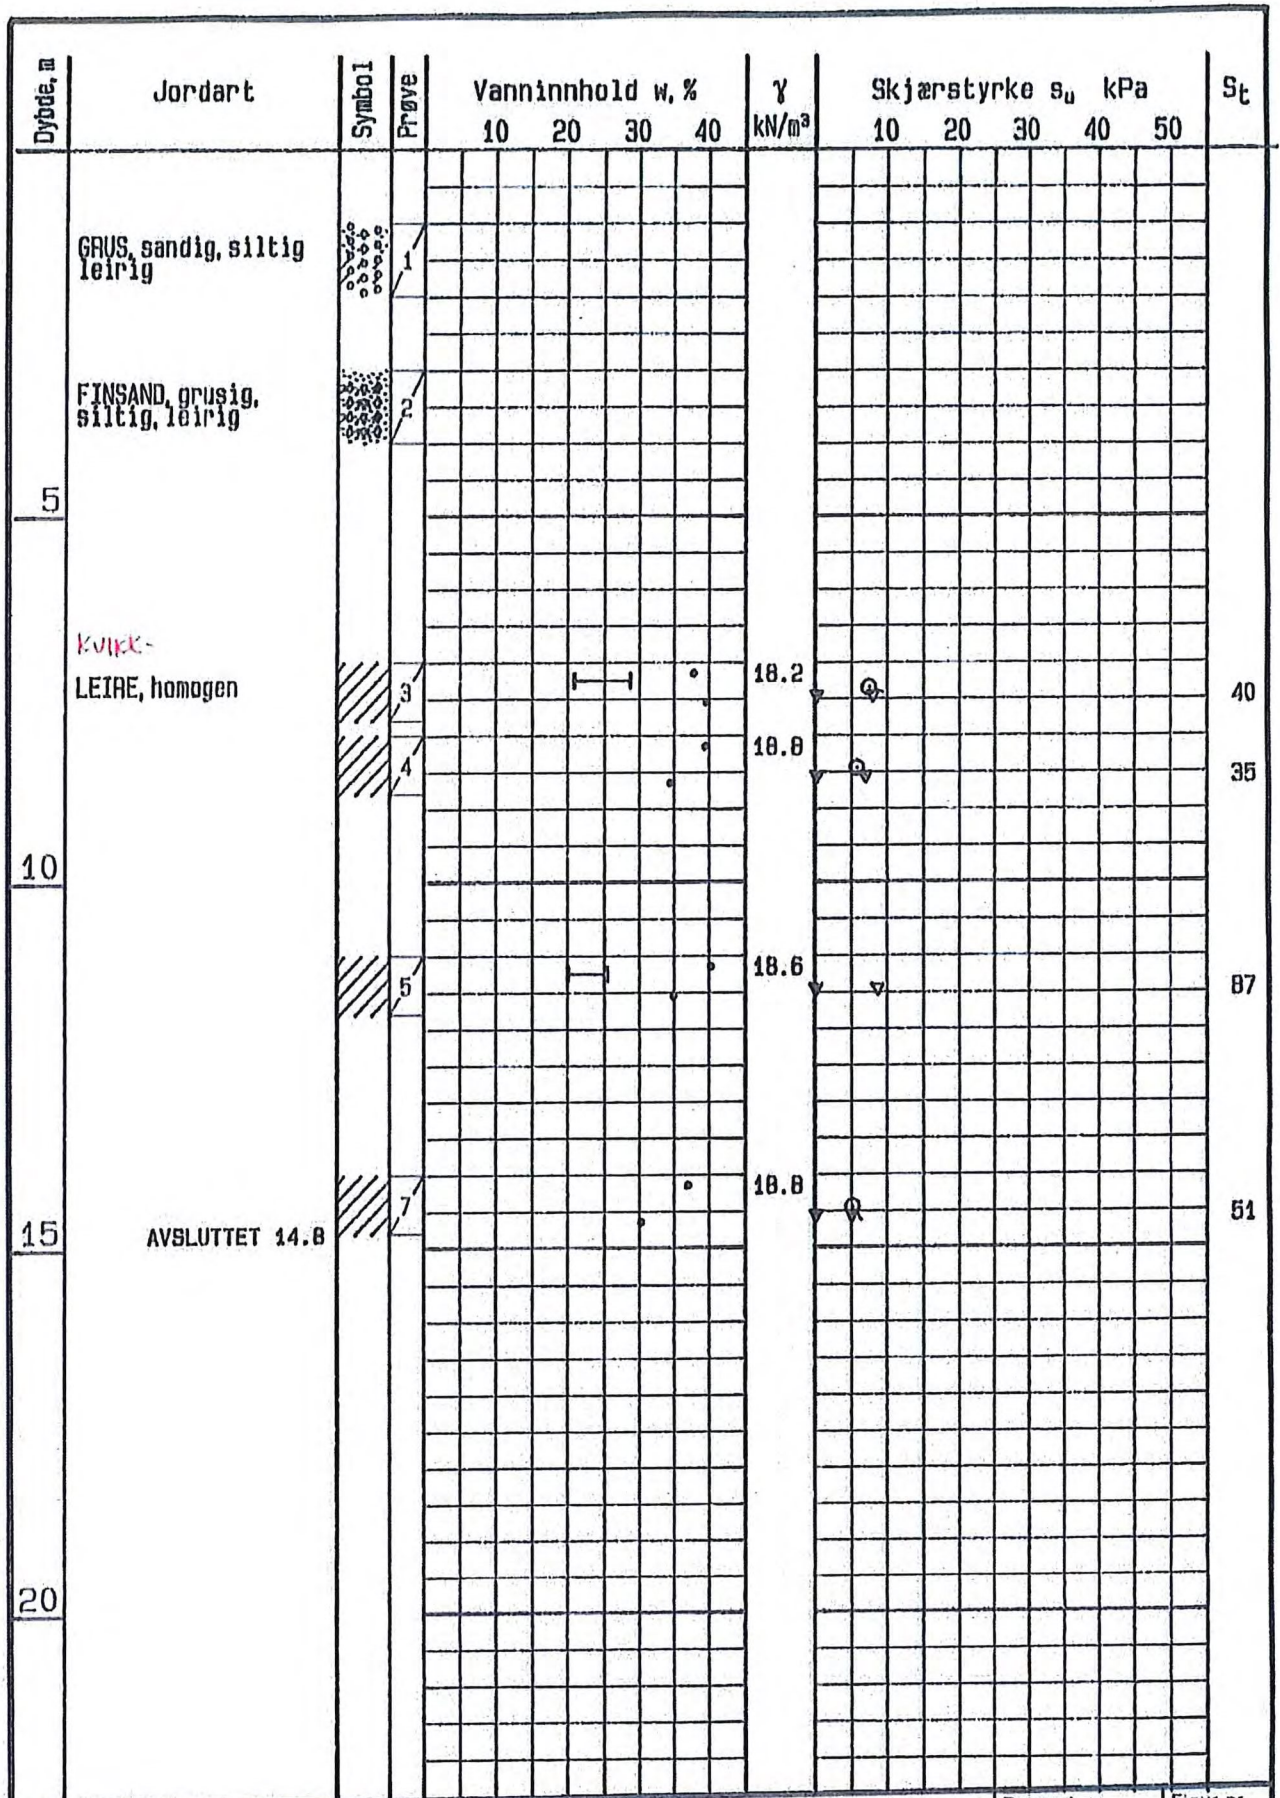 Dybde, m
Jordart
Symbol
Prøve
Vanninnhold w, %
10 20 30 40
γ
kN/m³
Skjærstyrke su kPa
10 20 30 40 50
St
GRUS, sandig, siltig
leirig
1
FINSAND, grusig,
siltig, leirig
2
5
Kvikk-
LEIRE, homogen
3
18.2
40
4
18.8
35
10
5
18.6
87
7
18.8
51
15
AVSLUTTET 14.8
20